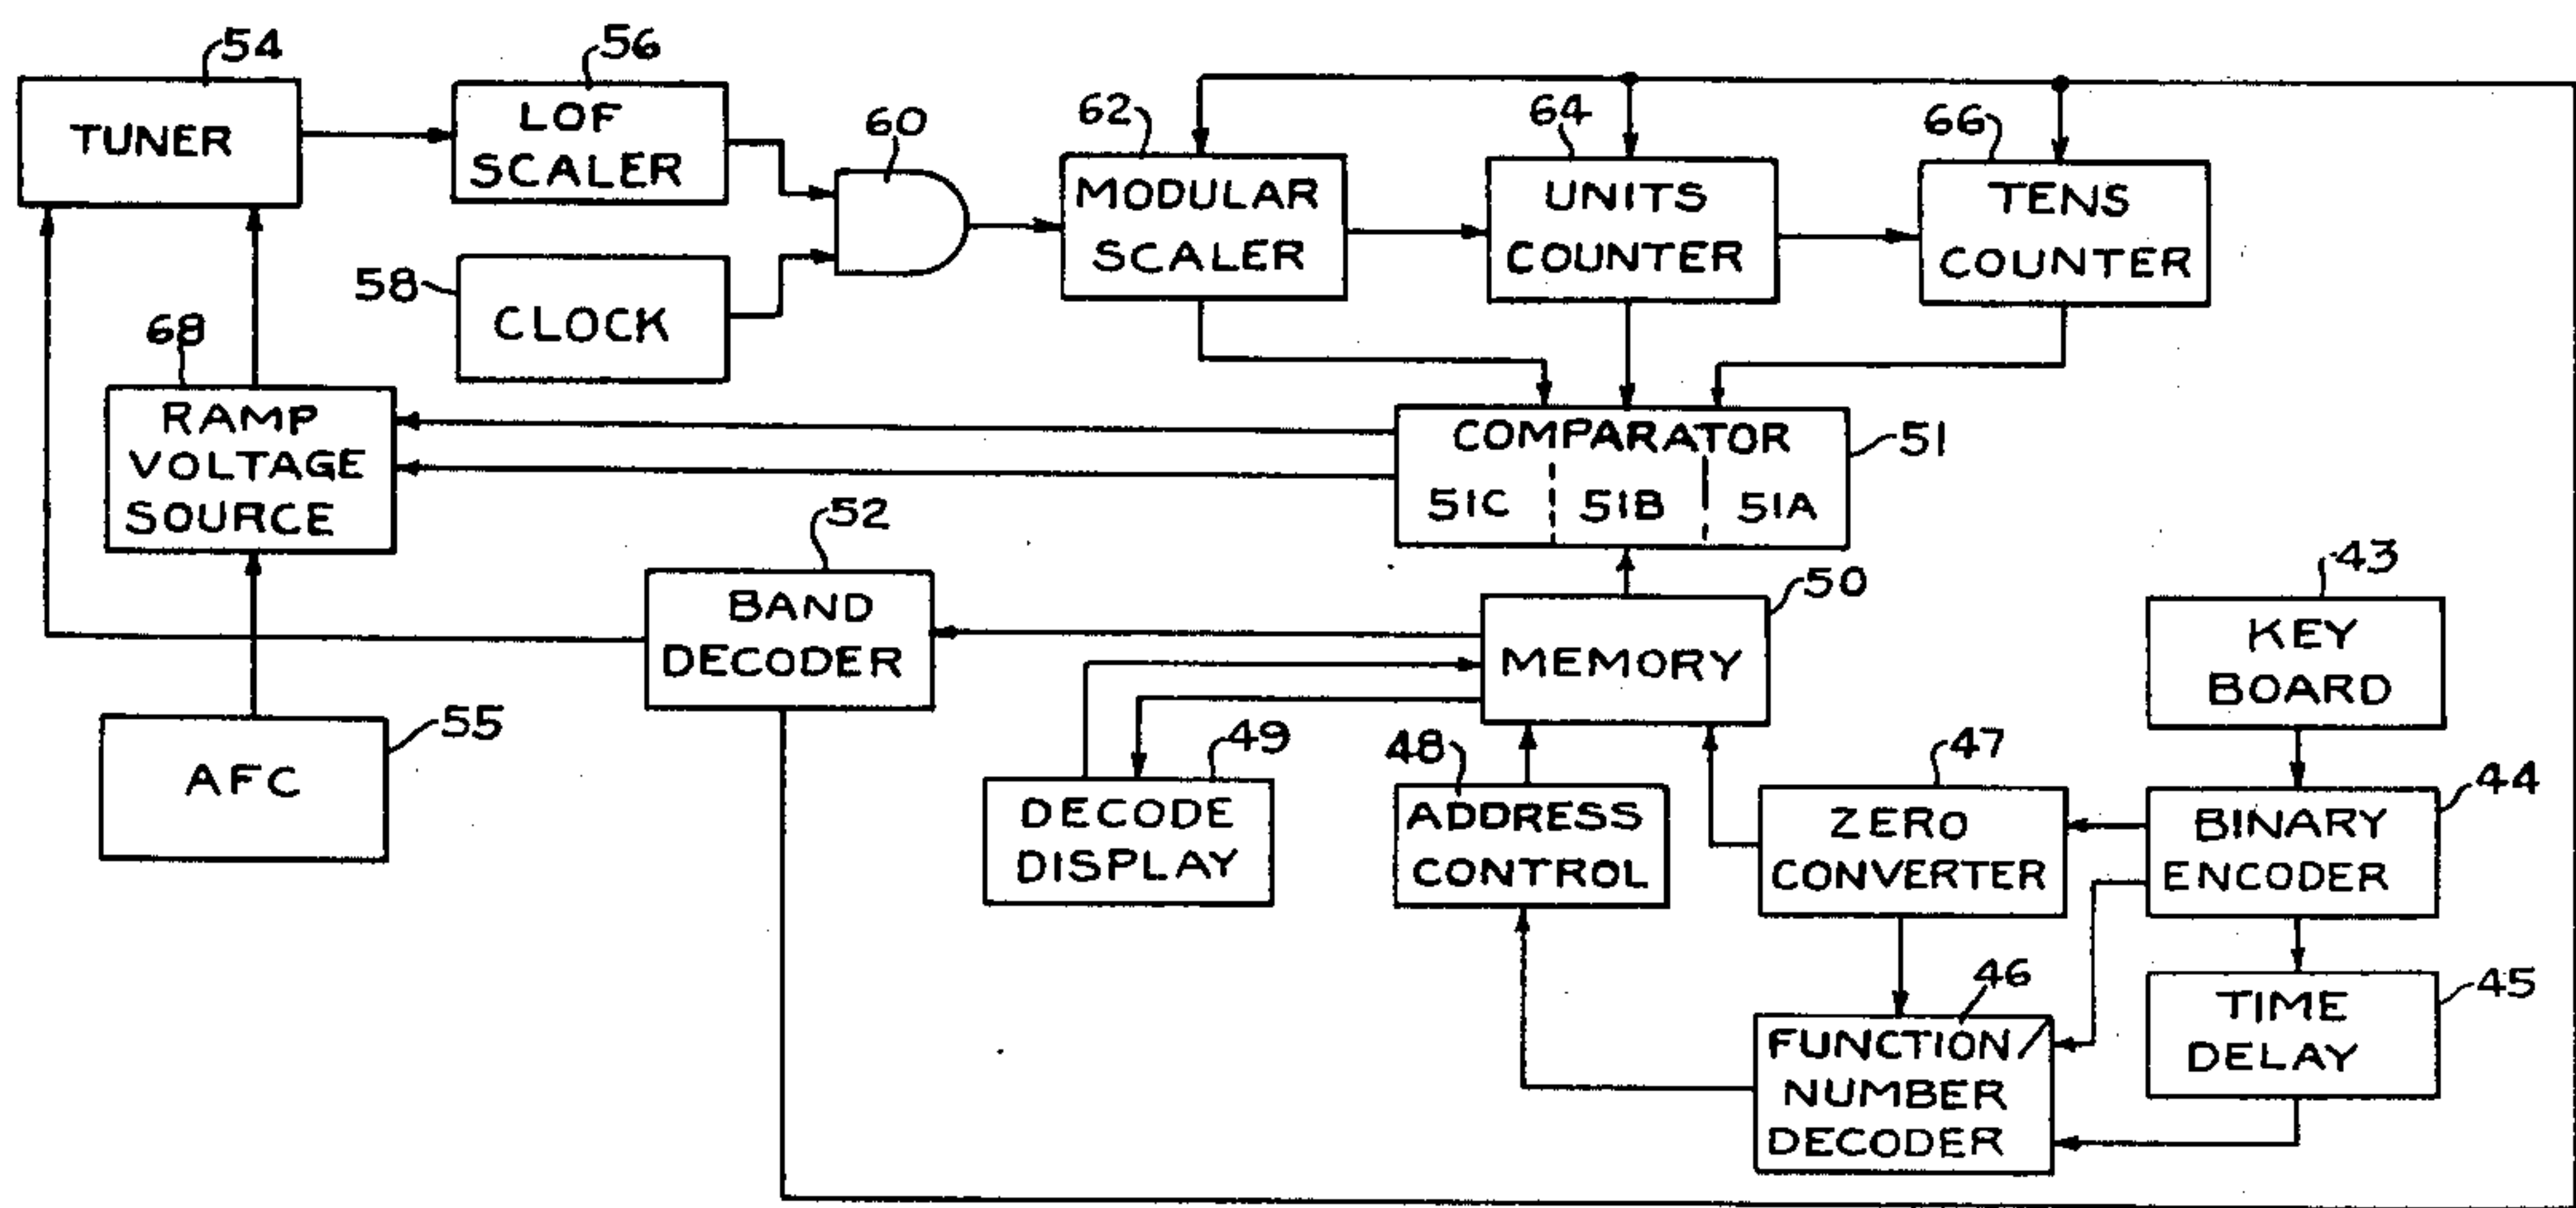 54
TUNER
56
LOF
SCALER
58
CLOCK
60
62
MODULAR
SCALER
64
UNITS
COUNTER
66
TENS
COUNTER
68
RAMP
VOLTAGE
SOURCE
COMPARATOR
51C 51B 51A
51
52
BAND
DECODER
50
MEMORY
43
KEY
BOARD
55
AFC
49
DECODE
DISPLAY
48
ADDRESS
CONTROL
47
ZERO
CONVERTER
44
BINARY
ENCODER
46
FUNCTION/
NUMBER
DECODER
45
TIME
DELAY